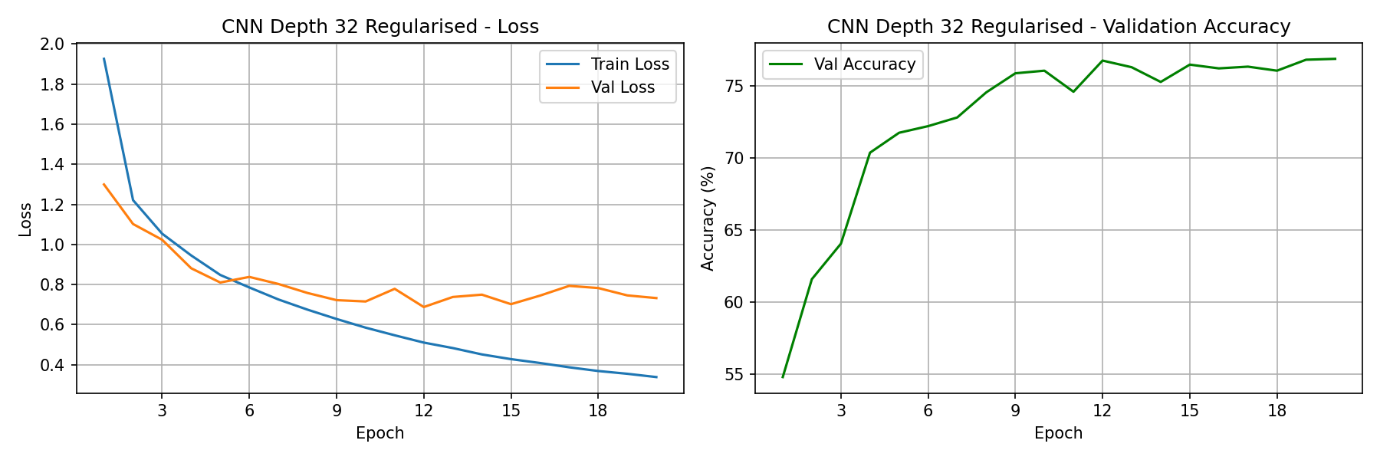 CNN Depth 32 Regularised - Loss
2.0
1.8
1.6
1.4
1.2
1.0
0.8
0.6
0.4
Loss
Train Loss
Val Loss
3 6 9 12 15 18
Epoch
CNN Depth 32 Regularised - Validation Accuracy
75
70
65
60
55
Accuracy (%)
Val Accuracy
3 6 9 12 15 18
Epoch